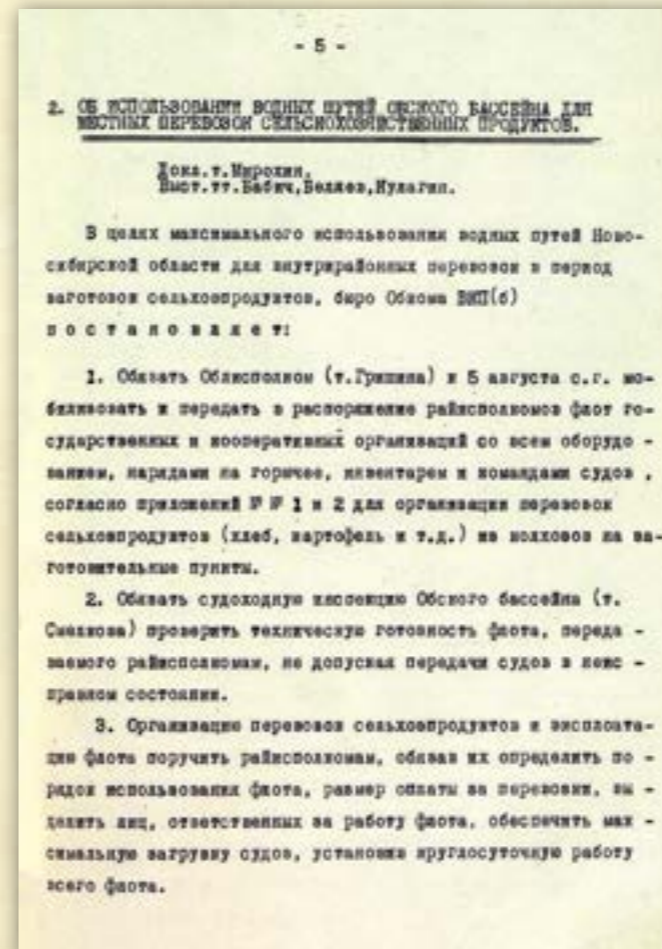 - 5 -
2. ОБ ИСПОЛЬЗОВАНИИ ВОДНЫХ ПУТЕЙ ОБСКОГО БАССЕЙНА ДЛЯ
МЕСТНЫХ ПЕРЕВОЗОК СЕЛЬСКОХОЗЯЙСТВЕННЫХ ПРОДУКТОВ.
Докл.т.Мирохин.
Выст.тт.Бабич,Беляев,Кулагин.
В целях максимального использования водных путей Ново-
сибирской области для внутрирайонных перевозок в период
заготовок сельхозпродуктов, бюро Обкома ВКП(б)
п о с т а н о в л я е т:
1. Обязать Облисполком (т.Гришина) к 5 августа с.г. мо-
билизовать и передать в распоряжение райисполкомов флот го-
сударственных и кооперативных организаций со всем оборудо -
ванием, нарядами на горючее, инвентарем и командами судов ,
согласно приложений № № 1 и 2 для организации перевозок
сельхозпродуктов (хлеб, картофель и т.д.) из колхозов на за-
готовительные пункты.
2. Обязать судоходную инспекцию Обского бассейна (т.
Смелкова) проверить техническую готовность флота, переда -
ваемого райисполкомам, не допуская передачи судов в неис -
правном состоянии.
3. Организацию перевозок сельхозпродуктов и эксплоата-
цию флота поручить райисполкомам, обязав их определить по -
рядок использования флота, размер оплаты за перевозки, вы -
делить лиц, ответственных за работу флота, обеспечить мак -
симальную загрузку судов, установив круглосуточную работу
всего флота.